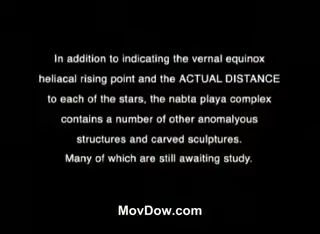 In addition to indicating the vernal equinox
heliacal rising point and the ACTUAL DISTANCE
to each of the stars, the nabta playa complex
contains a number of other anomalyous
structures and carved sculptures.
Many of which are still awaiting study.
MovDow.com